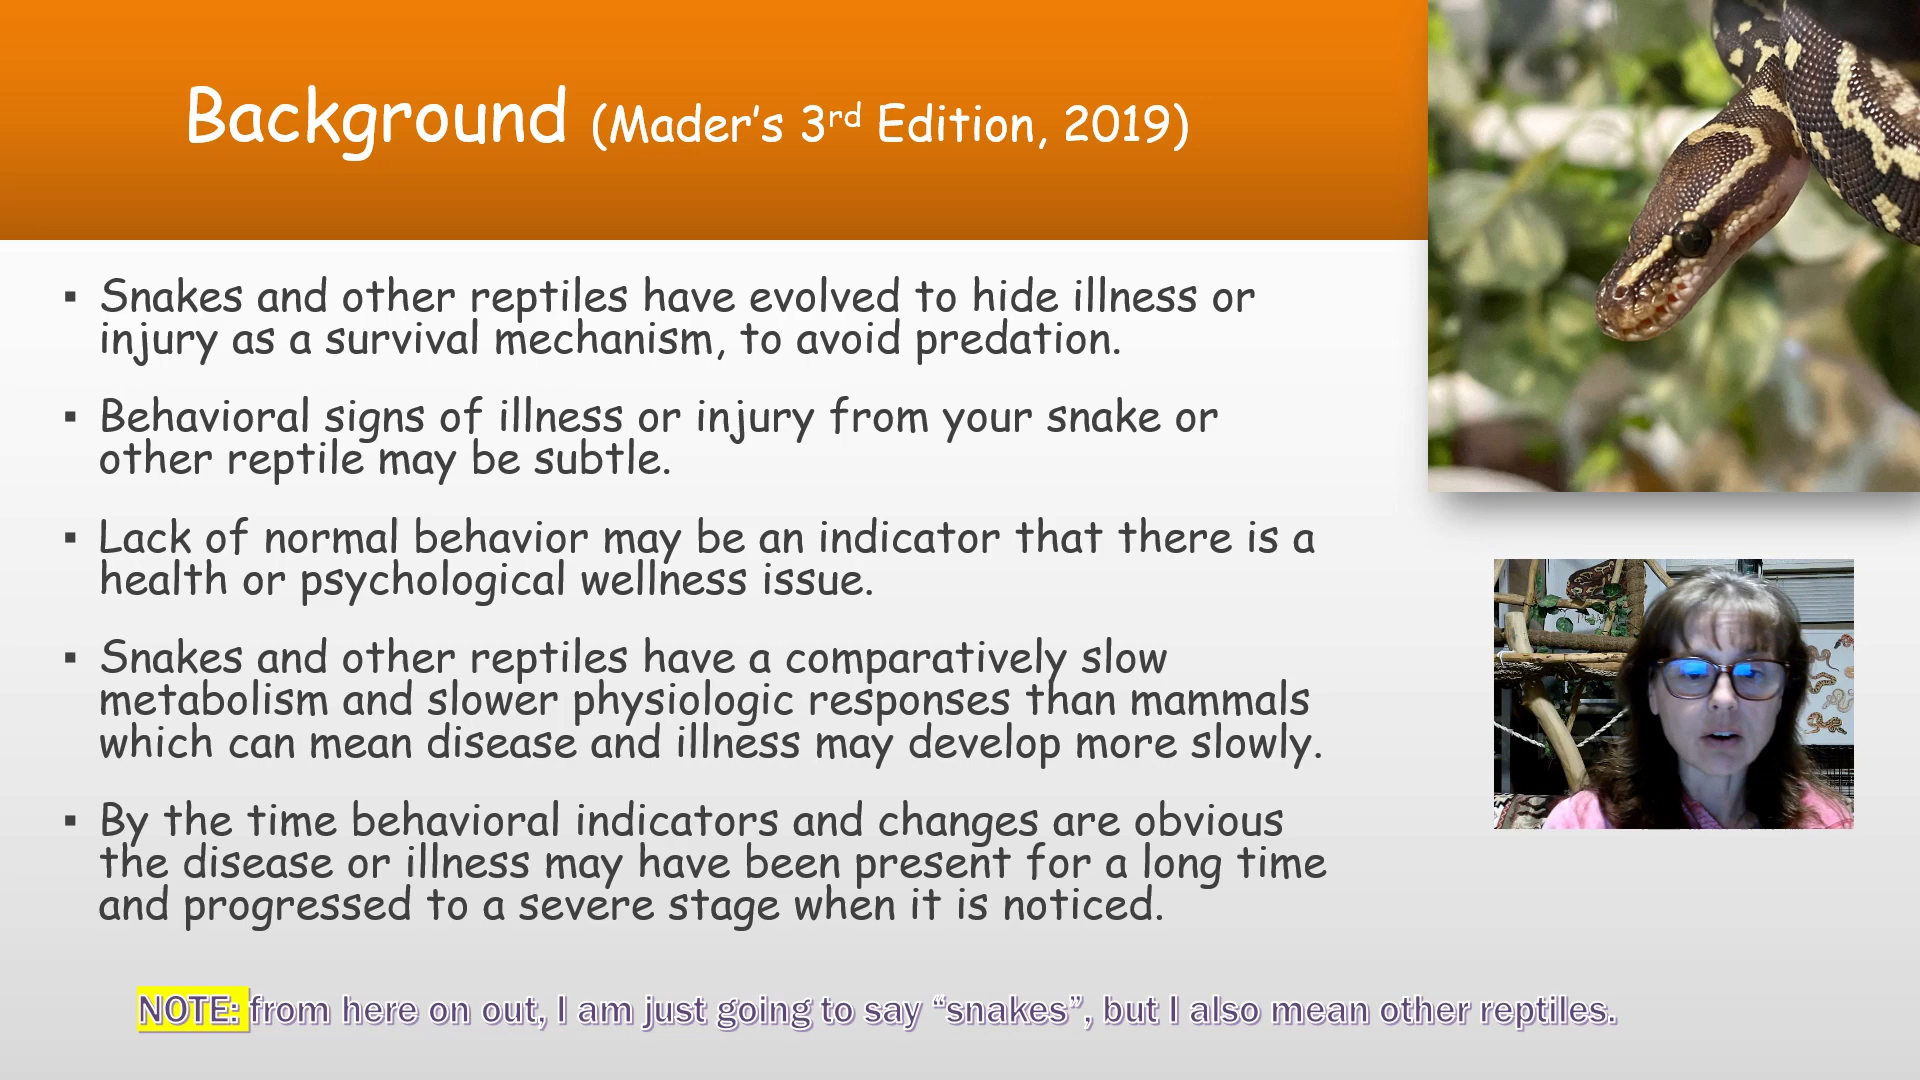 Background (Mader’s 3rd Edition, 2019)
▪ Snakes and other reptiles have evolved to hide illness or
injury as a survival mechanism, to avoid predation.
▪ Behavioral signs of illness or injury from your snake or
other reptile may be subtle.
▪ Lack of normal behavior may be an indicator that there is a
health or psychological wellness issue.
▪ Snakes and other reptiles have a comparatively slow
metabolism and slower physiologic responses than mammals
which can mean disease and illness may develop more slowly.
▪ By the time behavioral indicators and changes are obvious
the disease or illness may have been present for a long time
and progressed to a severe stage when it is noticed.
NOTE: from here on out, I am just going to say “snakes”, but I also mean other reptiles.